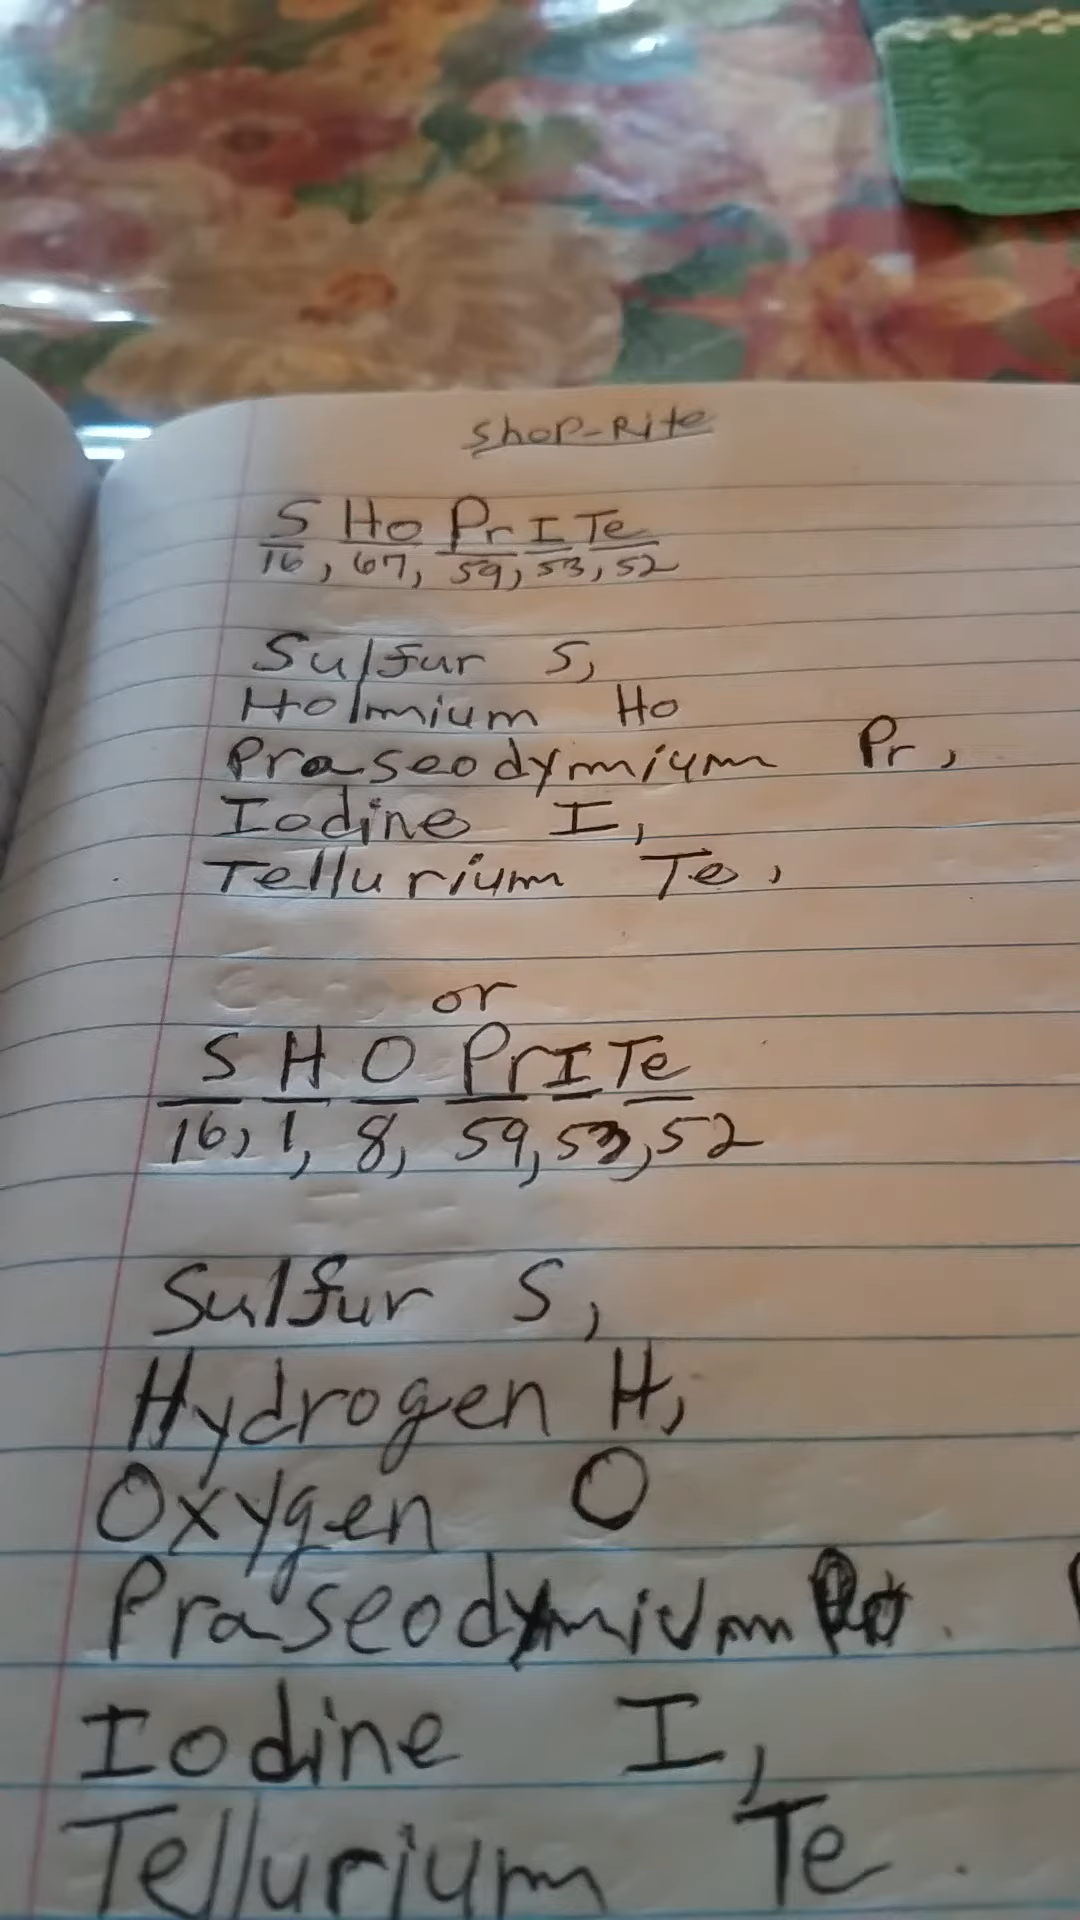 Shop-Rite
S Ho Pr I Te
16, 67, 59, 53, 52
Sulfur S,
Holmium Ho
Praseodymium Pr,
Iodine I,
Tellurium Te,
or
S H O Pr I Te
16, 1, 8, 59, 53, 52
Sulfur S,
Hydrogen H,
Oxygen O
Praseodymium
Iodine I,
Tellurium Te.